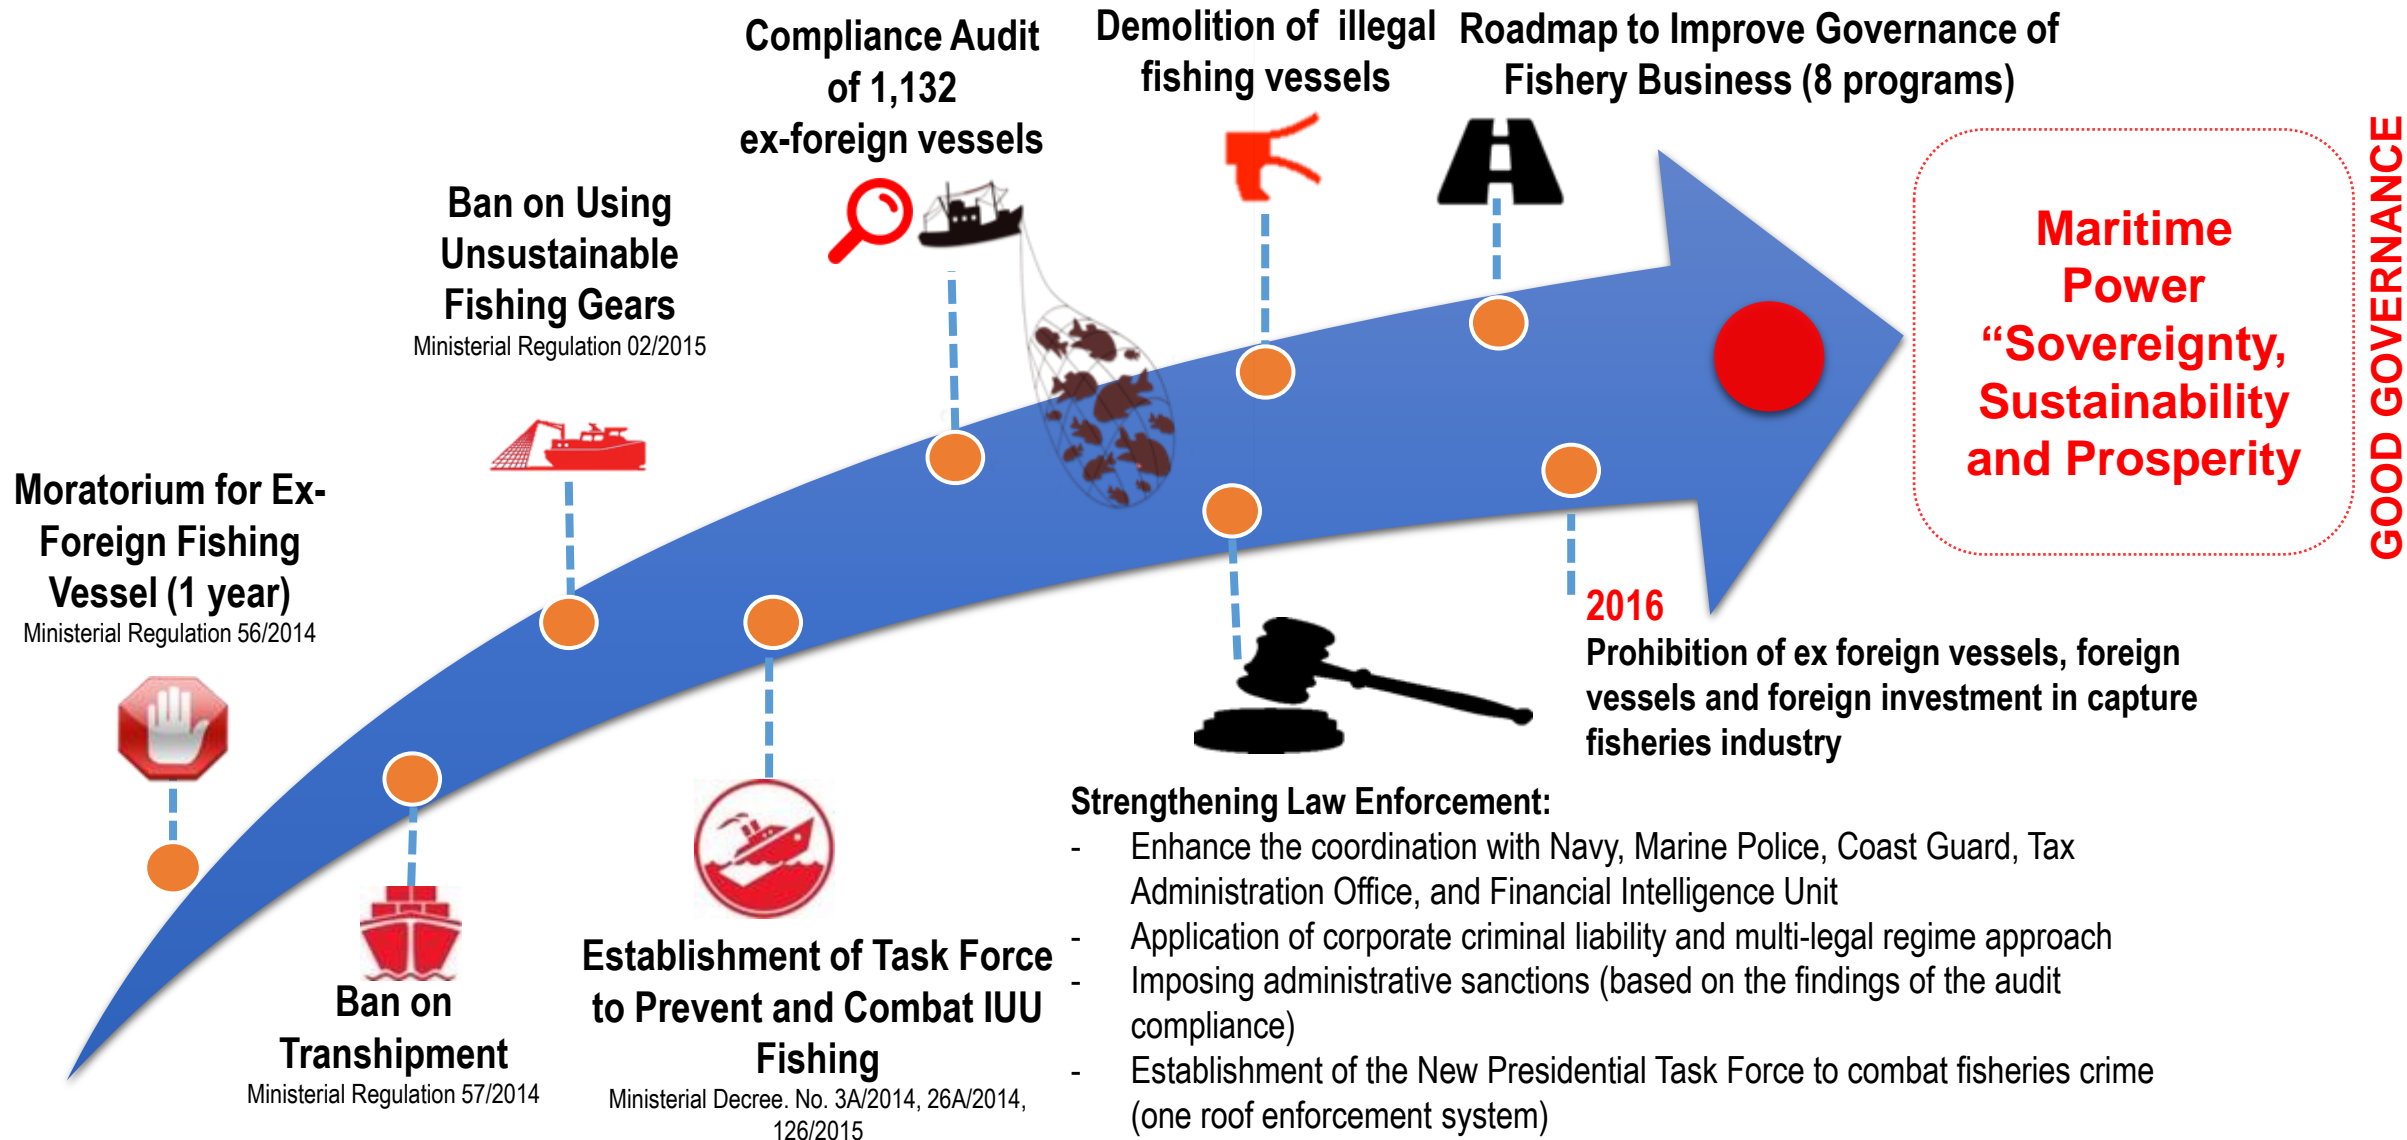 Compliance Audit
of 1,132
ex-foreign vessels
Demolition of illegal
fishing vessels
Roadmap to Improve Governance of
Fishery Business (8 programs)
Ban on Using
Unsustainable
Fishing Gears
Ministerial Regulation 02/2015
Moratorium for Ex-
Foreign Fishing
Vessel (1 year)
Ministerial Regulation 56/2014
Maritime
Power
“Sovereignty,
Sustainability
and Prosperity
GOOD GOVERNANCE
Ban on
Transhipment
Ministerial Regulation 57/2014
Establishment of Task Force
to Prevent and Combat IUU
Fishing
Ministerial Decree. No. 3A/2014, 26A/2014,
126/2015
2016
Prohibition of ex foreign vessels, foreign
vessels and foreign investment in capture
fisheries industry
Strengthening Law Enforcement:
- Enhance the coordination with Navy, Marine Police, Coast Guard, Tax
Administration Office, and Financial Intelligence Unit
- Application of corporate criminal liability and multi-legal regime approach
- Imposing administrative sanctions (based on the findings of the audit
compliance)
- Establishment of the New Presidential Task Force to combat fisheries crime
(one roof enforcement system)